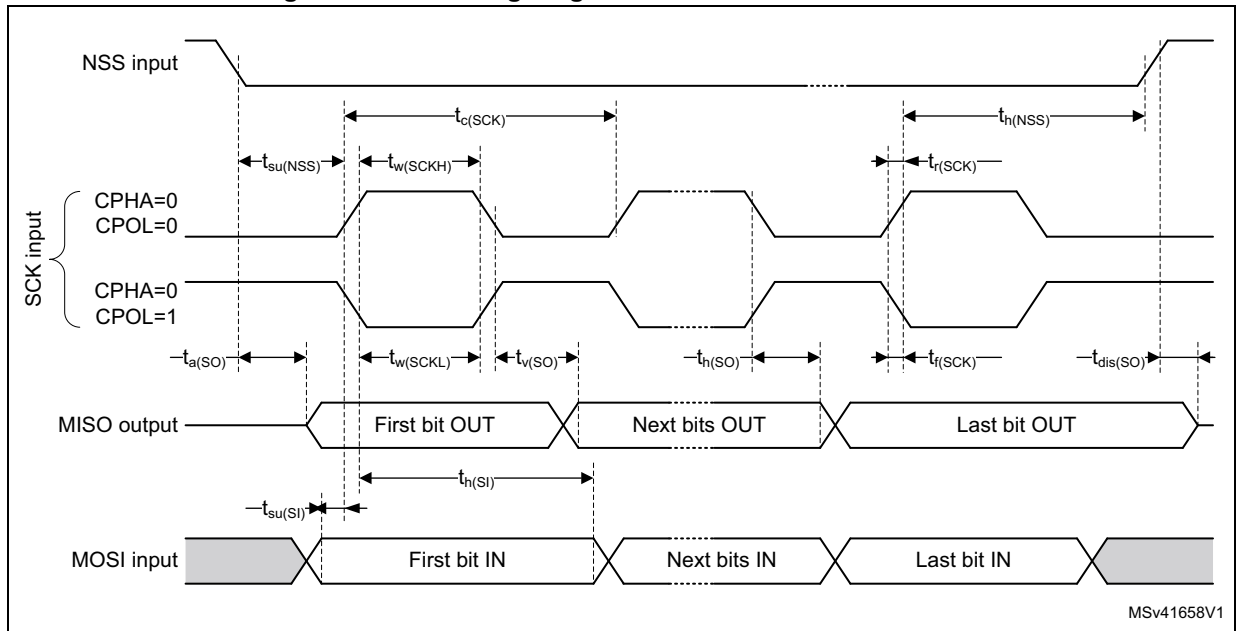 NSS input
tc(SCK)
th(NSS)
tsu(NSS)
tw(SCKH)
tr(SCK)
SCK input
CPHA=0
CPOL=0
CPHA=0
CPOL=1
ta(SO)
tw(SCKL)
tv(SO)
th(SO)
tf(SCK)
tdis(SO)
MISO output
First bit OUT
Next bits OUT
Last bit OUT
th(SI)
tsu(SI)
MOSI input
First bit IN
Next bits IN
Last bit IN
MSv41658V1